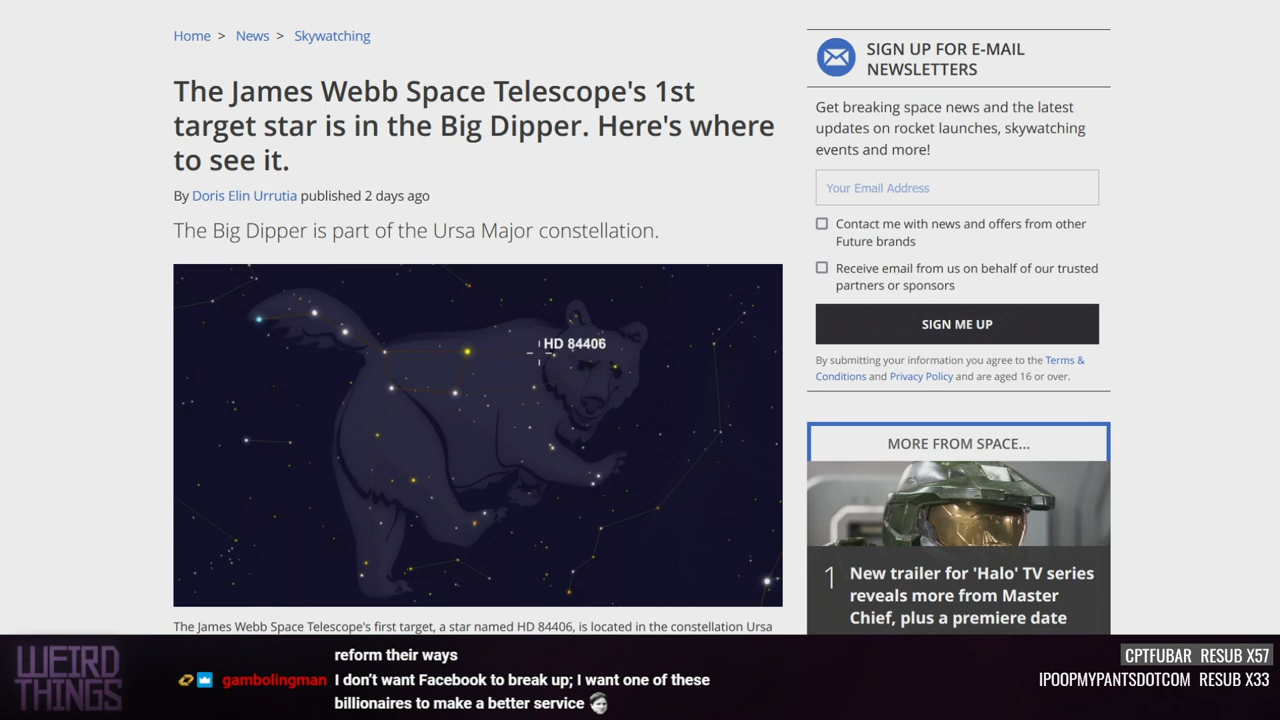 Home > News > Skywatching
The James Webb Space Telescope's 1st
target star is in the Big Dipper. Here's where
to see it.
By Doris Elin Urrutia published 2 days ago
The Big Dipper is part of the Ursa Major constellation.
HD 84406
The James Webb Space Telescope's first target, a star named HD 84406, is located in the constellation Ursa
SIGN UP FOR E-MAIL
NEWSLETTERS
Get breaking space news and the latest
updates on rocket launches, skywatching
events and more!
Your Email Address
Contact me with news and offers from other
Future brands
Receive email from us on behalf of our trusted
partners or sponsors
SIGN ME UP
By submitting your information you agree to the Terms &
Conditions and Privacy Policy and are aged 16 or over.
MORE FROM SPACE...
1 New trailer for 'Halo' TV series
reveals more from Master
Chief, plus a premiere date
WEIRD
THINGS
reform their ways
gambolingman I don't want Facebook to break up; I want one of these
billionaires to make a better service
CPTFUBAR RESUB X57
IPOOPMYPANTSDOTCOM RESUB X33